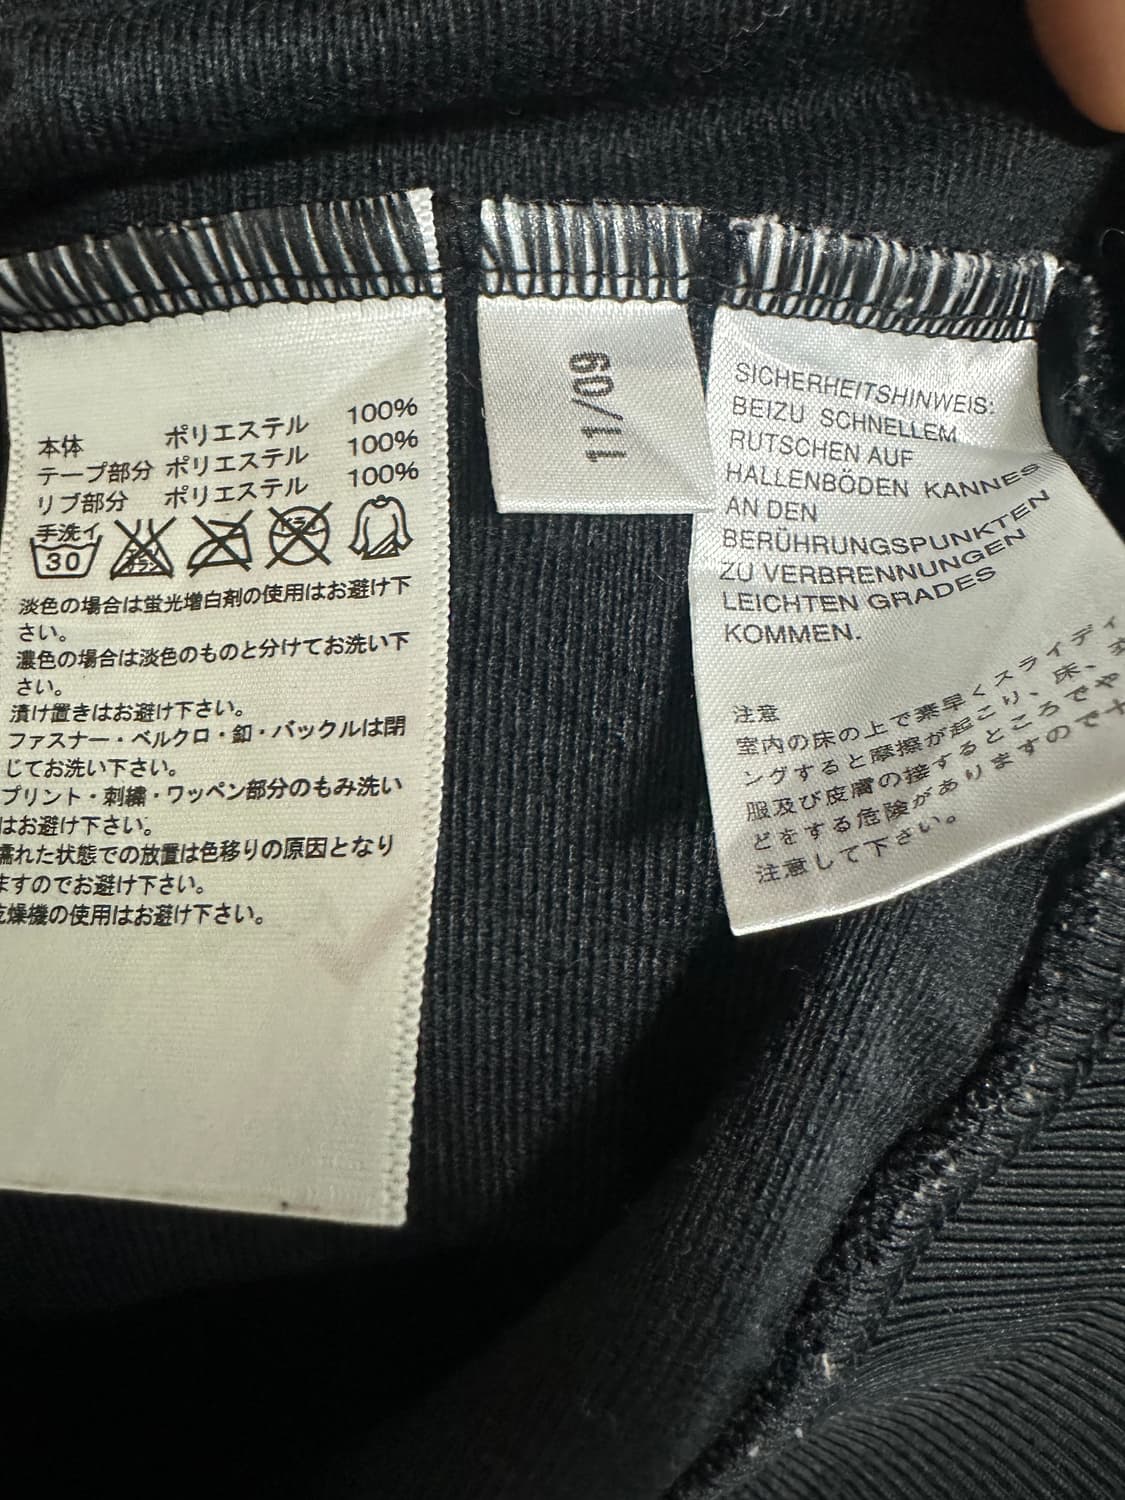 本体 ポリエステル 100%
テープ部分 ポリエステル 100%
リブ部分 ポリエステル 100%
手洗イ
30
淡色の場合は蛍光増白剤の使用はお避け下
さい。
濃色の場合は淡色のものと分けてお洗い下
さい。
漬け置きはお避け下さい。
ファスナー・ベルクロ・釦・バックルは閉
じてお洗い下さい。
プリント・刺繍・ワッペン部分のもみ洗い
はお避け下さい。
濡れた状態での放置は色移りの原因となり
ますのでお避け下さい。
乾燥機の使用はお避け下さい。
11/09
SICHERHEITSHINWEIS:
BEIZU SCHNELLEM
RUTSCHEN AUF
HALLENBÖDEN KANNES
AN DEN
BERÜHRUNGSPUNKTEN
ZU VERBRENNUNGEN
LEICHTEN GRADES
KOMMEN.
注意
室内の床の上で素早くスライディ
ングすると摩擦が起こり、床、衣
服及び皮膚の接するところでや
どをする危険がありますので十
注意して下さい。